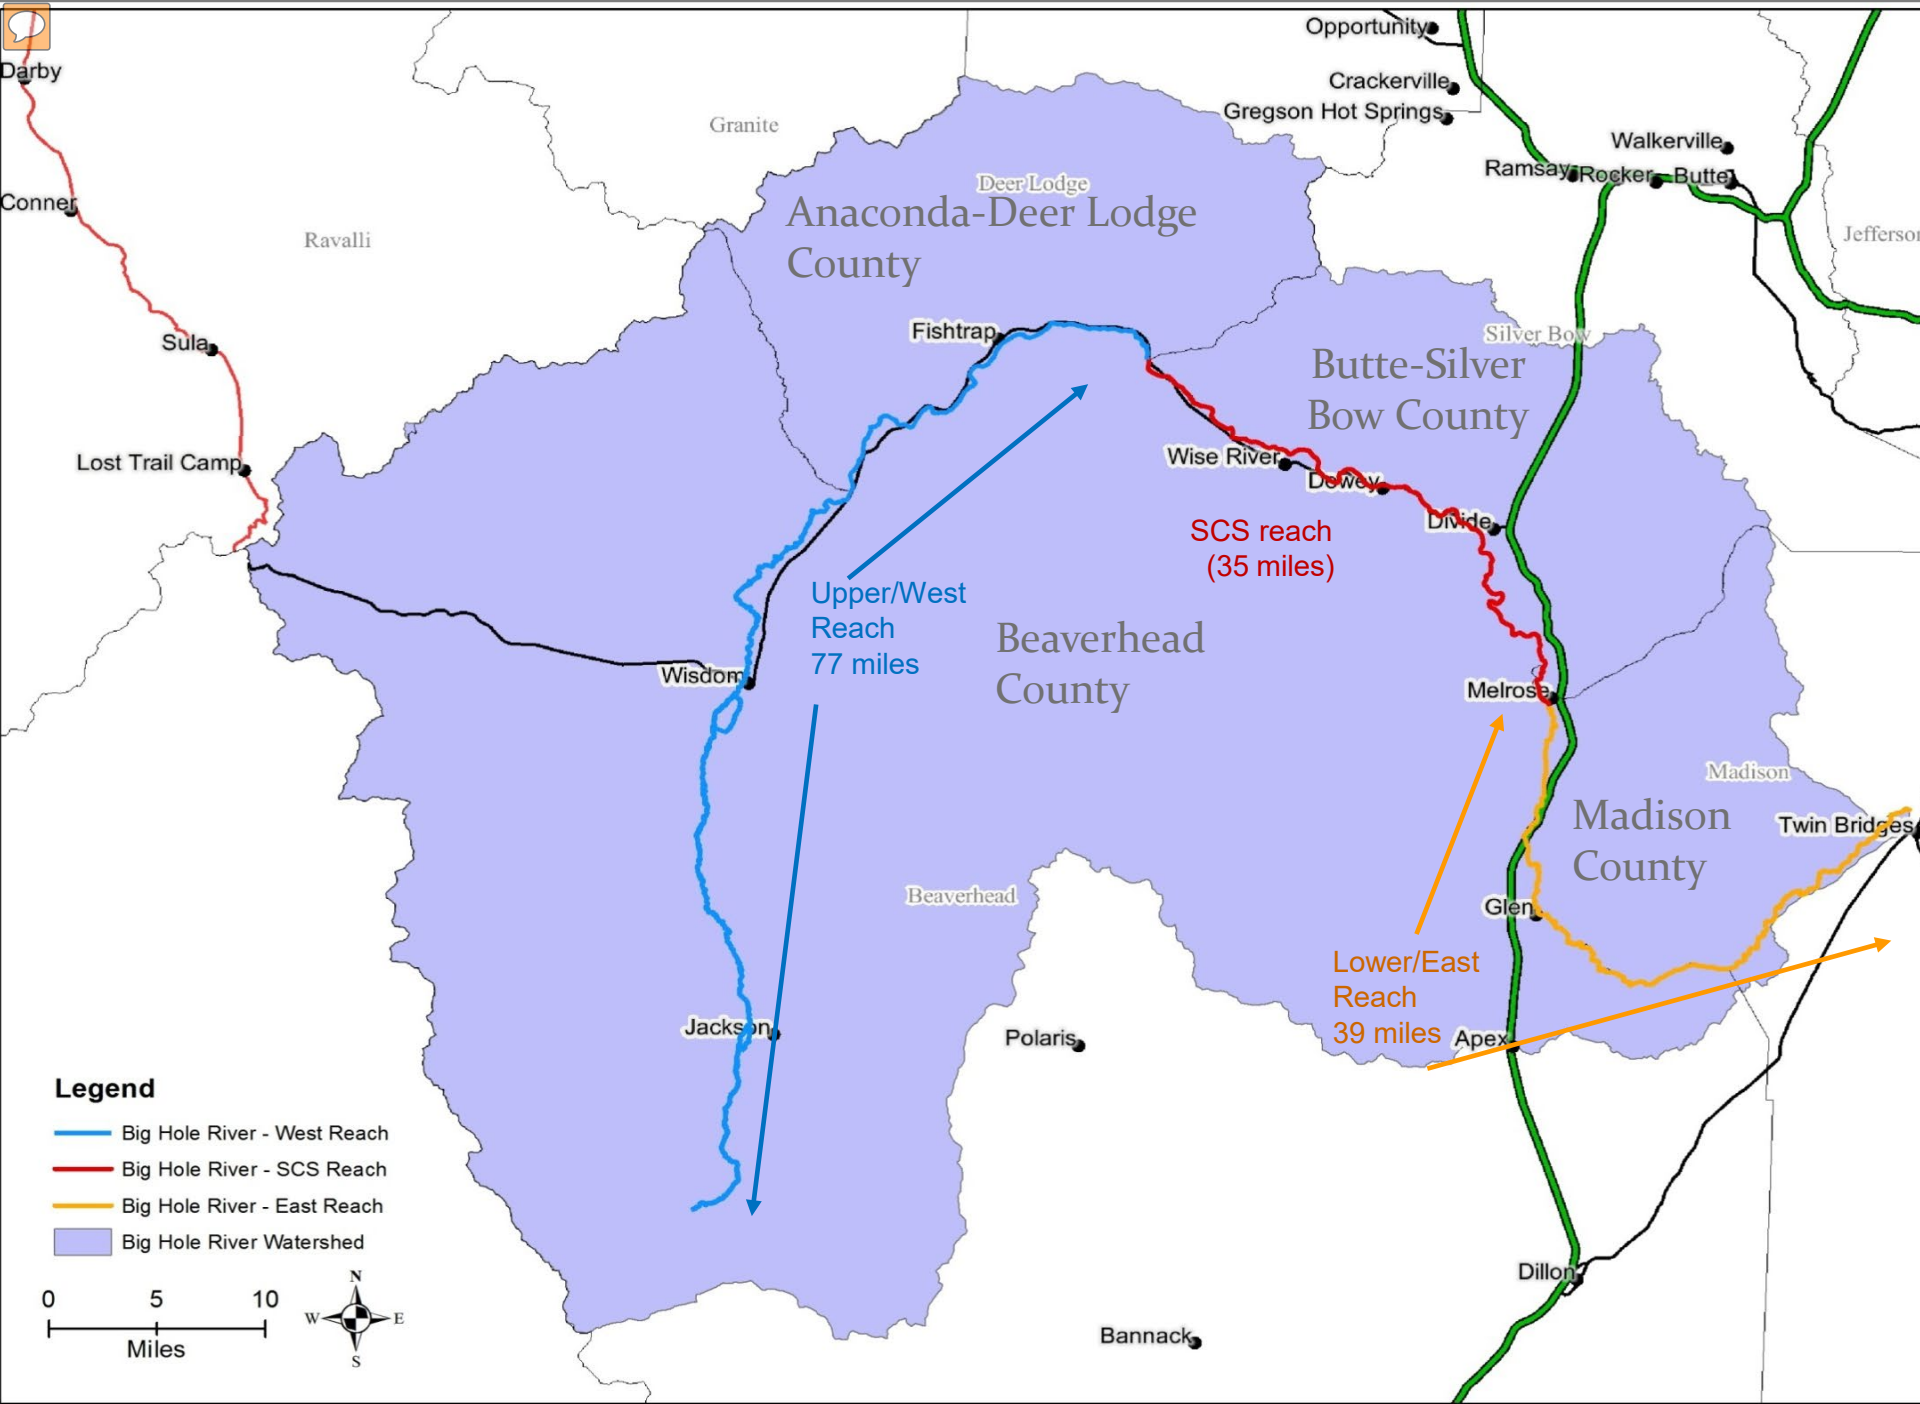 Opportunity
Darby
Crackerville
Gregson Hot Springs
Granite
Walkerville
Ramsay
Rocker
Butte
Deer Lodge
Anaconda-Deer Lodge
County
Conner
Ravalli
Jefferson
Sula
Fishtrap
Silver Bow
Butte-Silver
Bow County
Lost Trail Camp
Wise River
Dewey
Divide
SCS reach
(35 miles)
Upper/West
Reach
77 miles
Beaverhead
County
Wisdom
Melrose
Madison
Madison
County
Twin Bridges
Beaverhead
Glen
Lower/East
Reach
39 miles
Jackson
Polaris
Apex
Legend
Big Hole River - West Reach
Big Hole River - SCS Reach
Big Hole River - East Reach
Big Hole River Watershed
0 5 10
Miles
N
W E
S
Dillon
Bannack